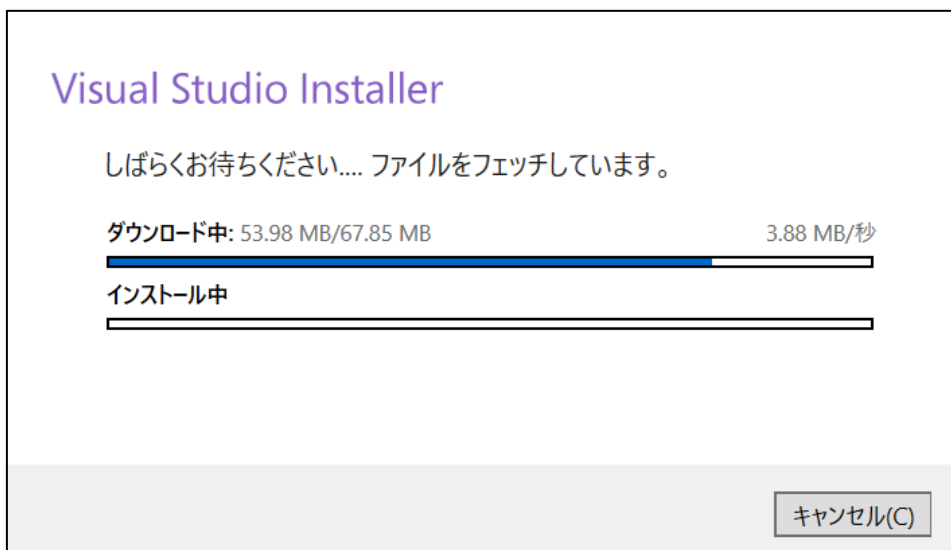 Visual Studio Installer
しばらくお待ちください.... ファイルをフェッチしています。
ダウンロード中: 53.98 MB/67.85 MB 3.88 MB/秒
インストール中
キャンセル(C)